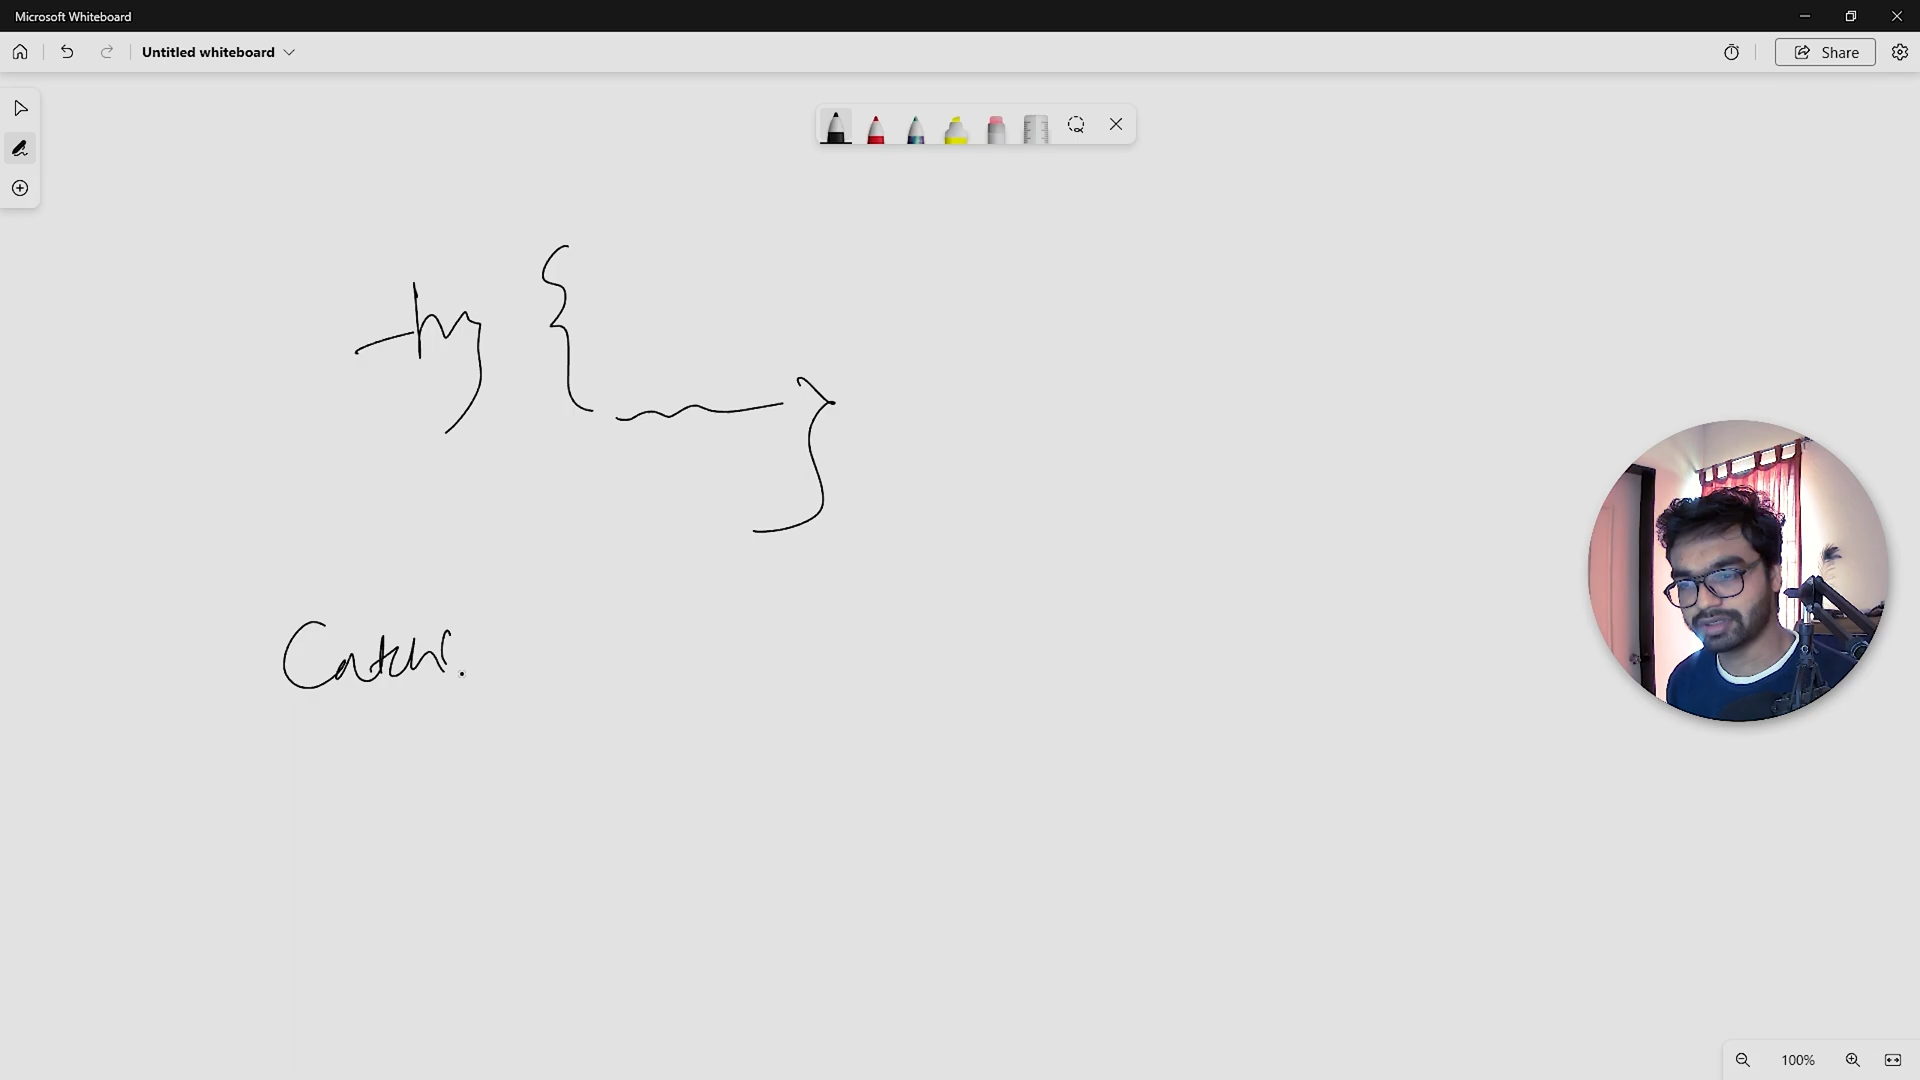 Microsoft Whiteboard
Untitled whiteboard
Share
try {
}
Catch(
100%